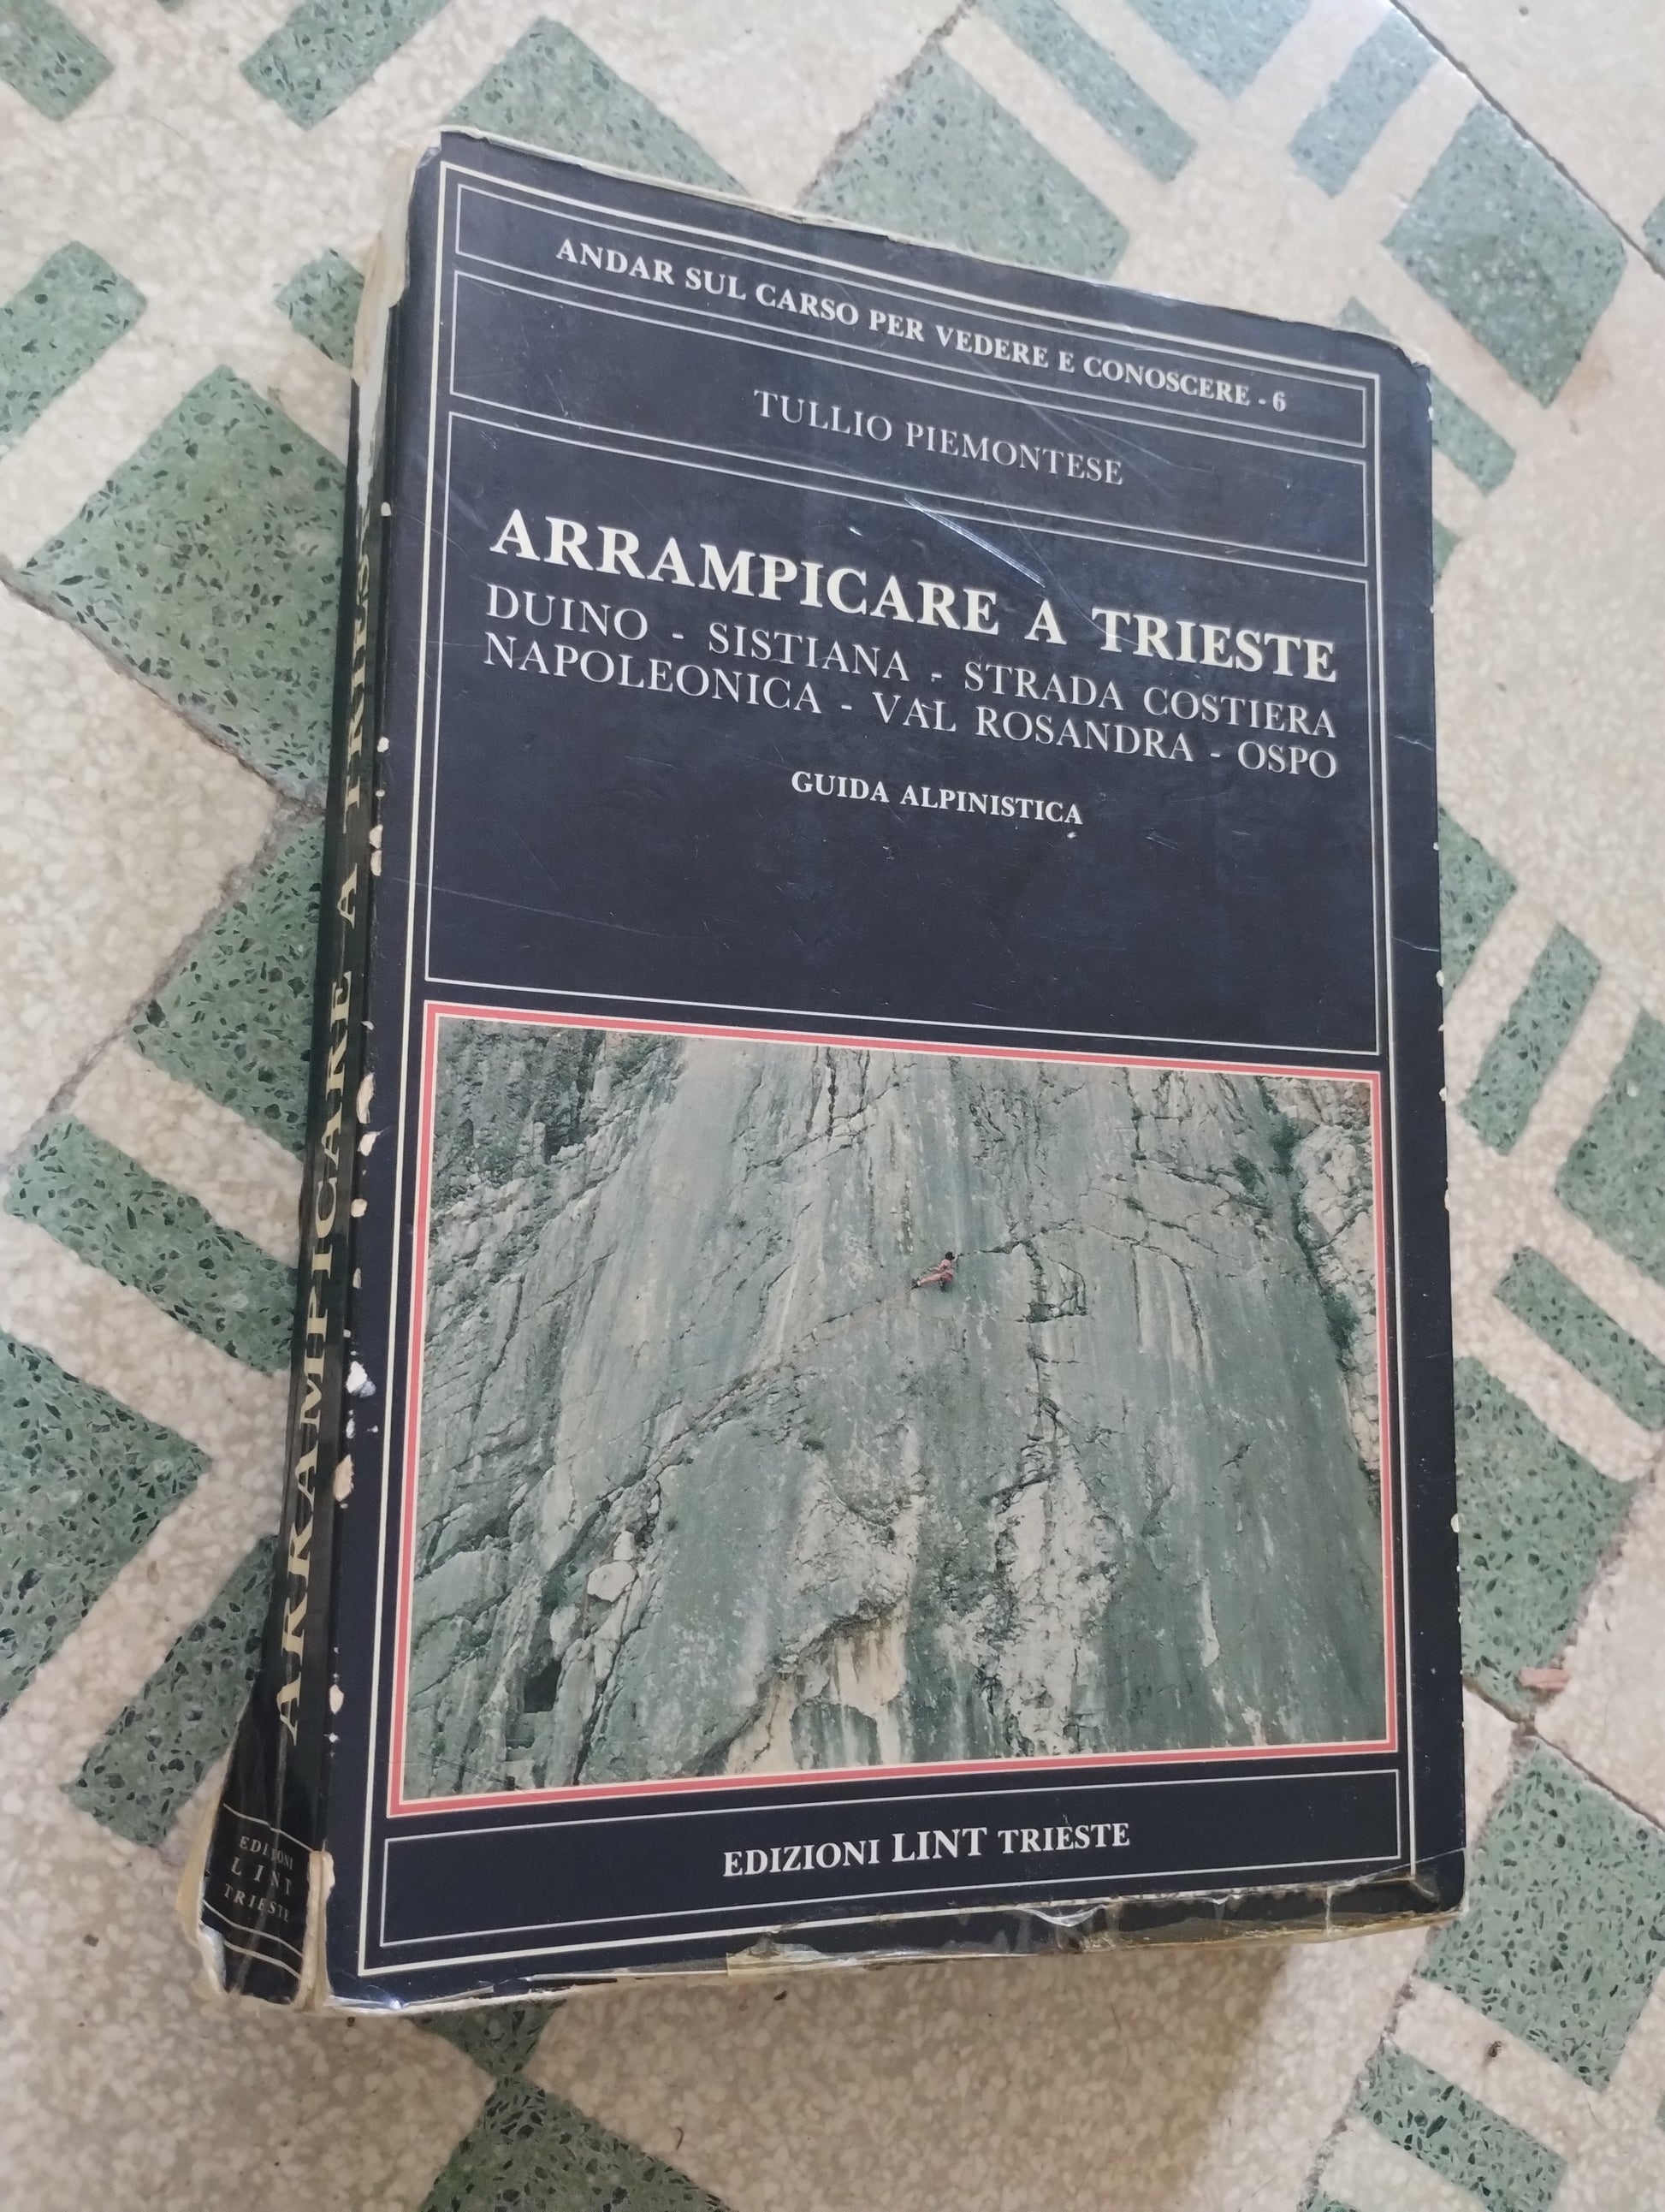 ANDAR SUL CARSO PER VEDERE E CONOSCERE - 6
TULLIO PIEMONTESE
ARRAMPICARE A TRIESTE
DUINO - SISTIANA - STRADA COSTIERA
NAPOLEONICA - VAL ROSANDRA - OSPO
GUIDA ALPINISTICA
EDIZIONI LINT TRIESTE
ARRAMPICARE A TRIESTE
EDIZIONI
LINT
TRIESTE